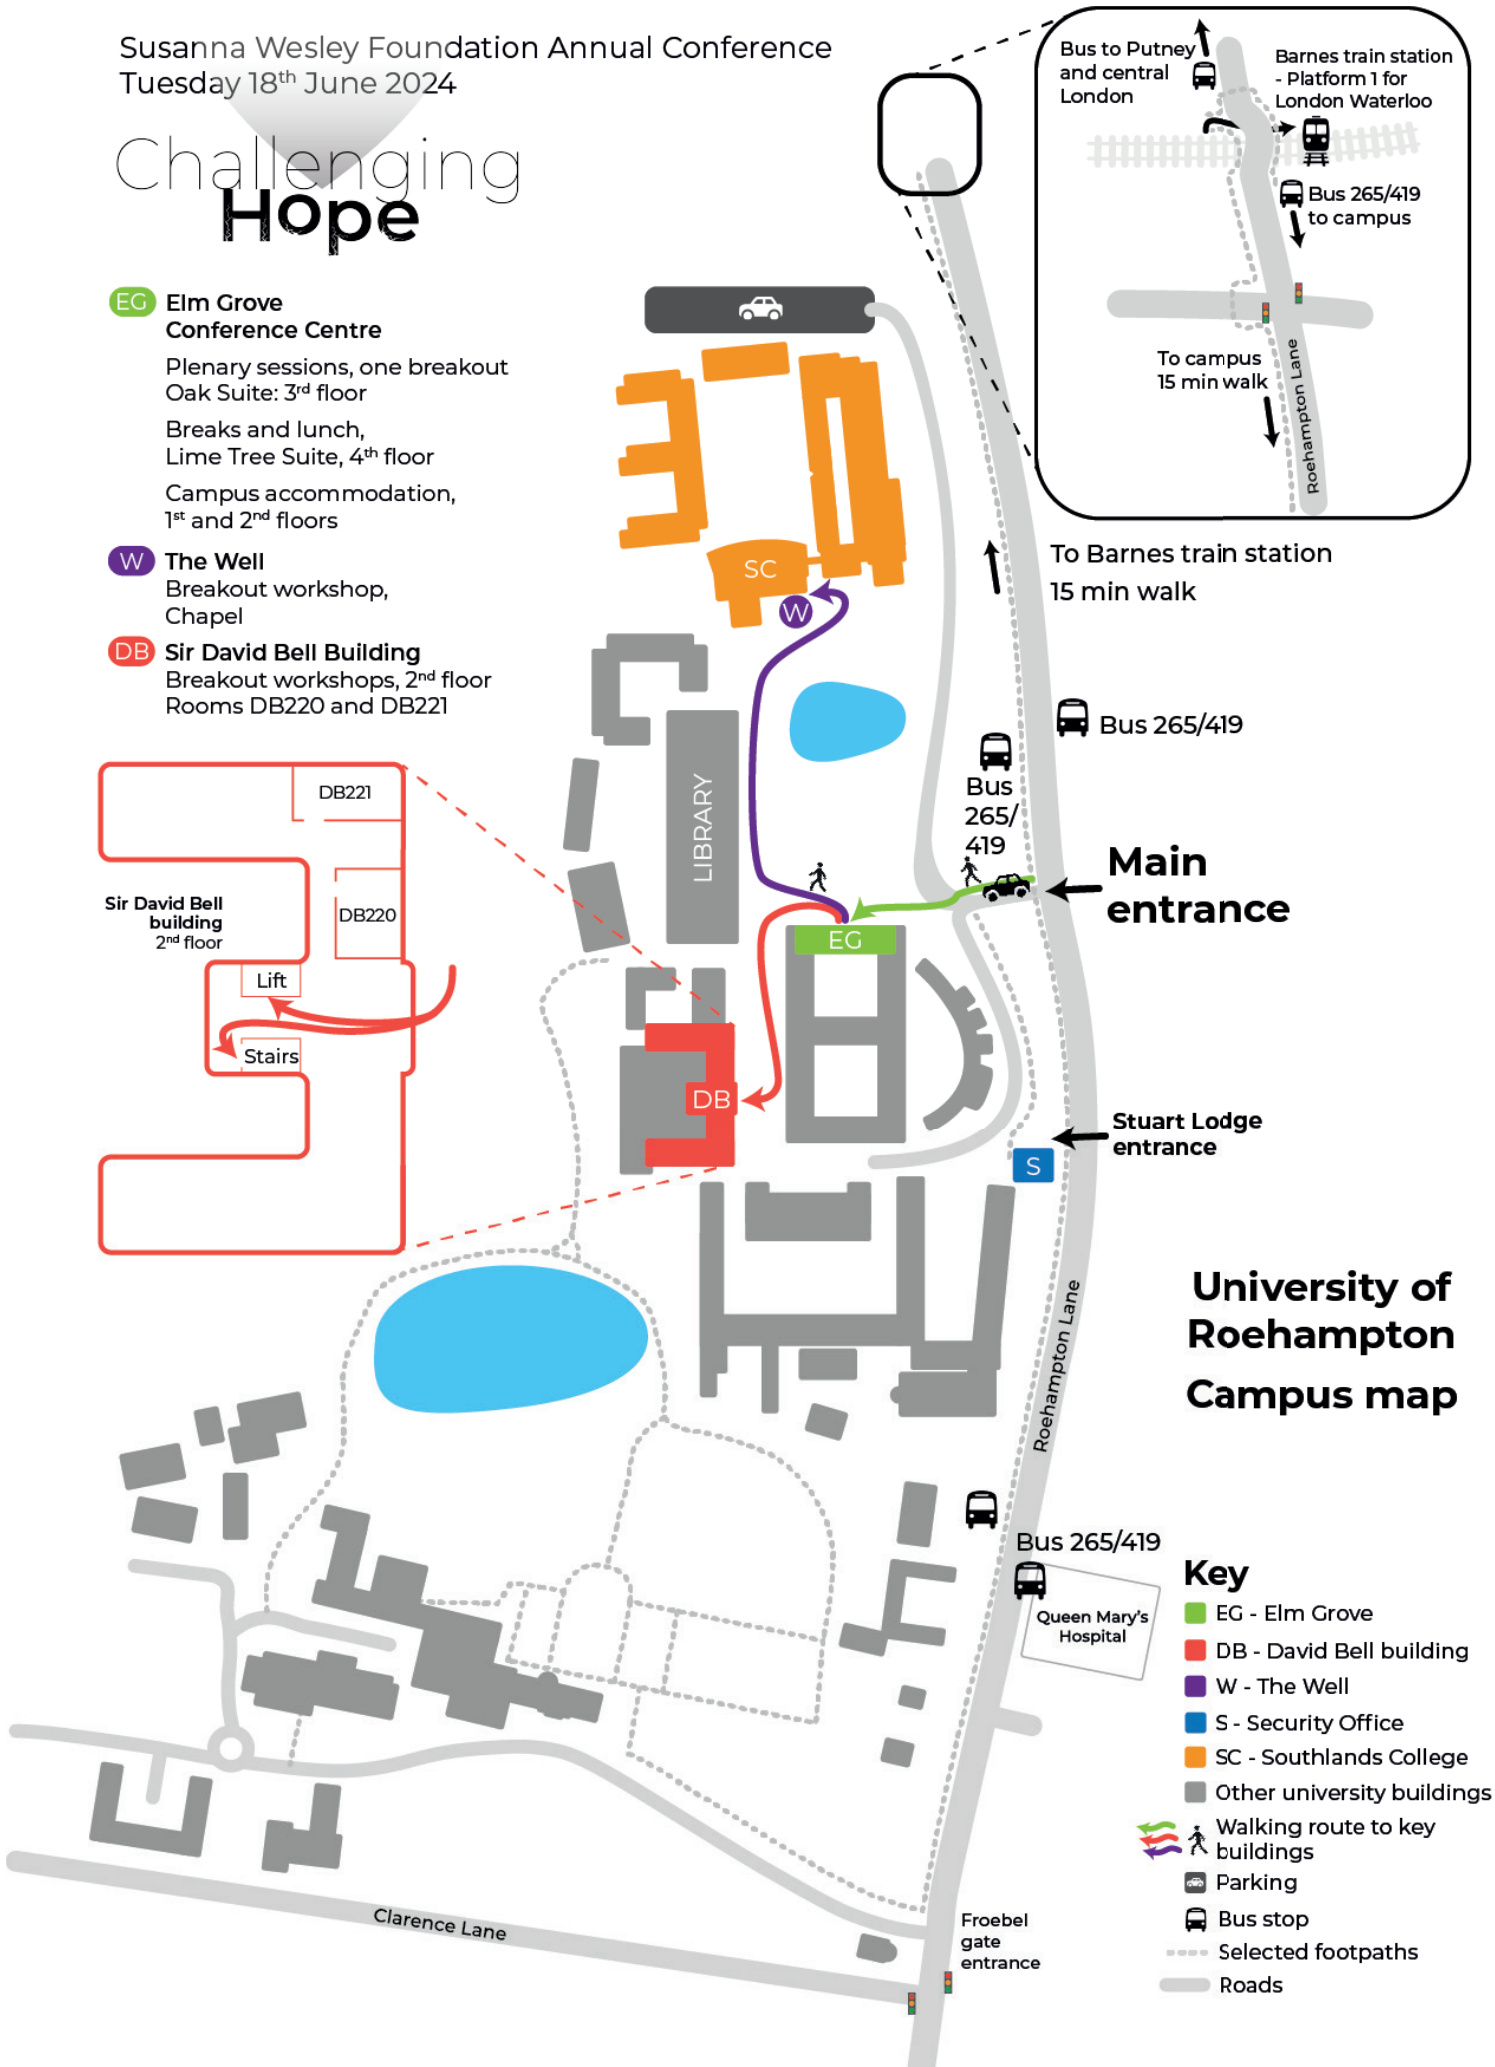 Susanna Wesley Foundation Annual Conference
Tuesday 18th June 2024
Challenging
Hope
EG Elm Grove
Conference Centre
Plenary sessions, one breakout
Oak Suite: 3rd floor
Breaks and lunch,
Lime Tree Suite, 4th floor
Campus accommodation,
1st and 2nd floors
W The Well
Breakout workshop,
Chapel
DB Sir David Bell Building
Breakout workshops, 2nd floor
Rooms DB220 and DB221
Bus to Putney
and central
London
Barnes train station
- Platform 1 for
London Waterloo
Bus 265/419
to campus
To campus
15 min walk
Roehampton Lane
To Barnes train station
15 min walk
SC
W
Bus 265/419
Bus
265/
419
LIBRARY
Main
entrance
EG
DB221
DB220
Sir David Bell
building
2nd floor
Lift
Stairs
DB
Stuart Lodge
entrance
S
Roehampton Lane
University of
Roehampton
Campus map
Bus 265/419
Queen Mary's
Hospital
Key
EG - Elm Grove
DB - David Bell building
W - The Well
S - Security Office
SC - Southlands College
Other university buildings
Walking route to key
buildings
Parking
Bus stop
Selected footpaths
Roads
Froebel
gate
entrance
Clarence Lane